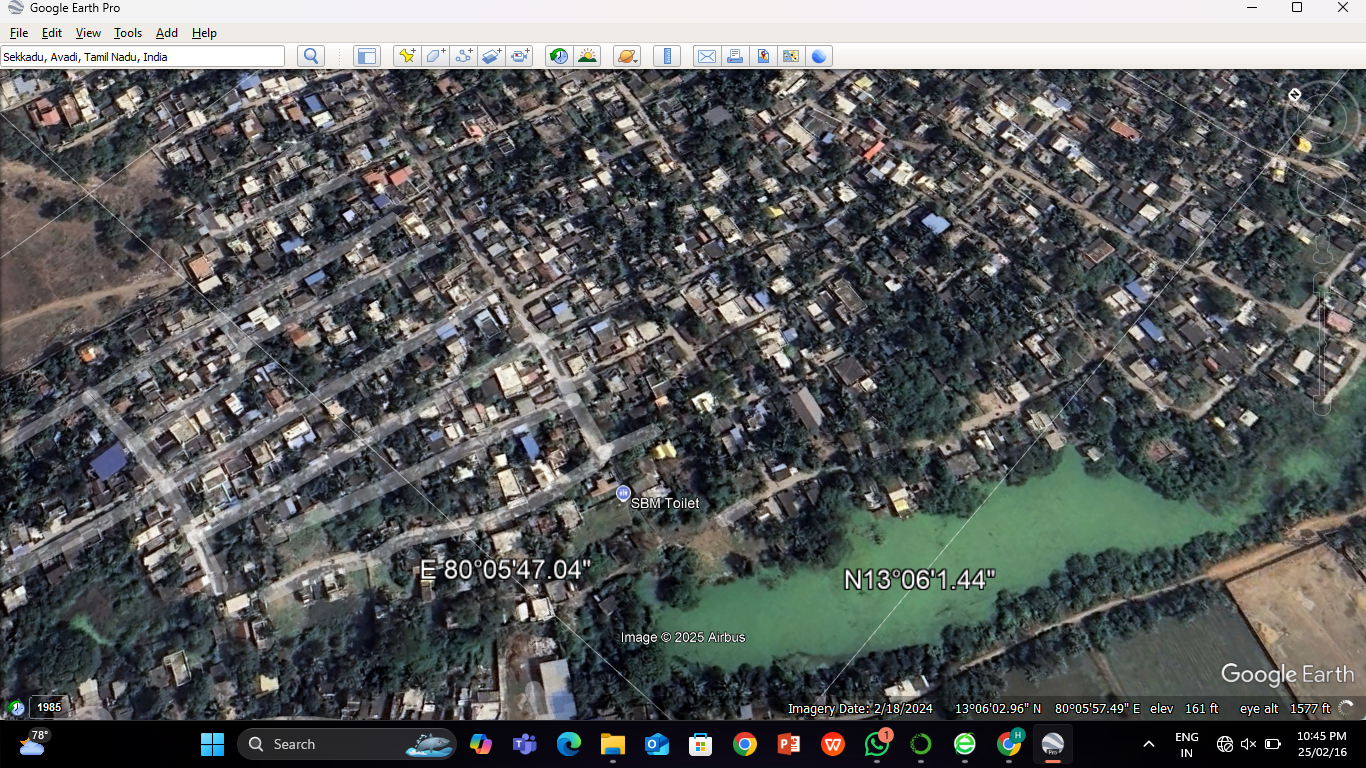 Google Earth Pro
File Edit View Tools Add Help
Sekkadu, Avadi, Tamil Nadu, India
SBM Toilet
E 80°05'47.04"
N13°06'1.44"
Image © 2025 Airbus
Google Earth
1985
Imagery Date: 2/18/2024 13°06'02.96" N 80°05'57.49" E elev 161 ft eye alt 1577 ft
78°
Search
1
H
Pro
ENG
IN
10:45 PM
25/02/16